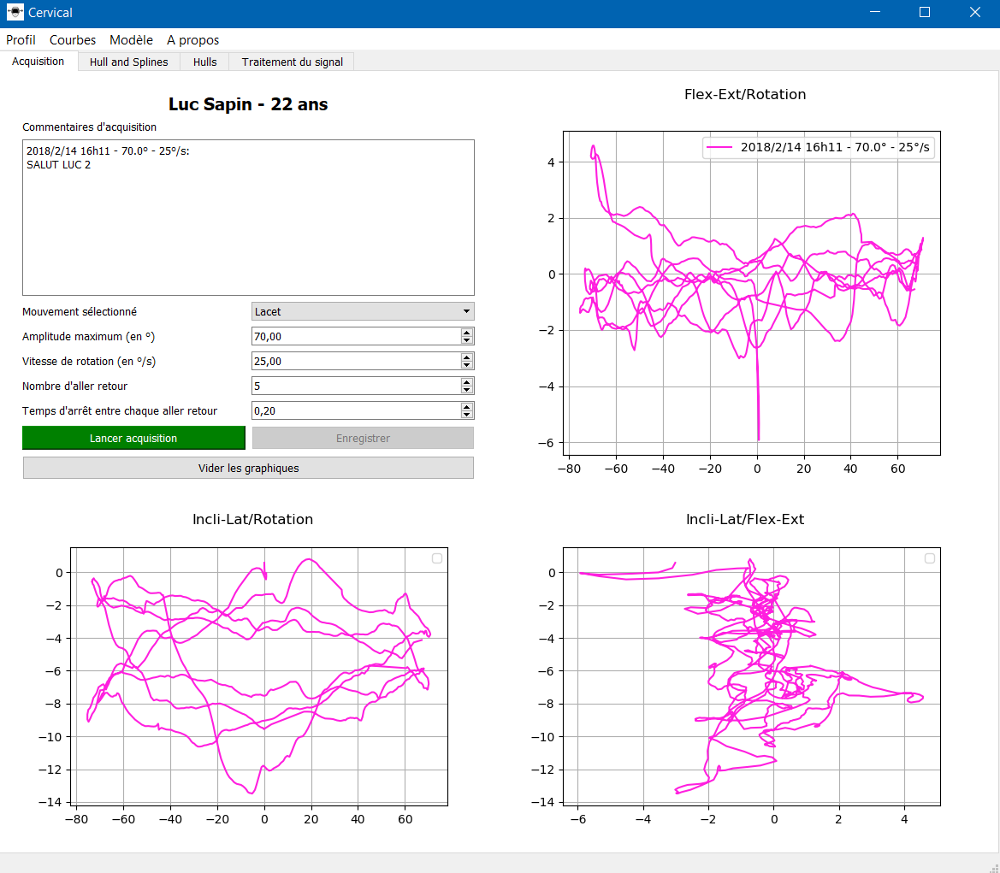 Cervical
Profil Courbes Modèle A propos
Acquisition Hull and Splines Hulls Traitement du signal
Luc Sapin - 22 ans
Commentaires d'acquisition
2018/2/14 16h11 - 70.0° - 25°/s:
SALUT LUC 2
Mouvement sélectionné Lacet
Amplitude maximum (en °) 70,00
Vitesse de rotation (en °/s) 25,00
Nombre d'aller retour 5
Temps d'arrêt entre chaque aller retour 0,20
Lancer acquisition Enregistrer
Vider les graphiques
Flex-Ext/Rotation
2018/2/14 16h11 - 70.0° - 25°/s
4
2
0
−2
−4
−6
−80 −60 −40 −20 0 20 40 60
Incli-Lat/Rotation
0
−2
−4
−6
−8
−10
−12
−14
−80 −60 −40 −20 0 20 40 60
Incli-Lat/Flex-Ext
0
−2
−4
−6
−8
−10
−12
−14
−6 −4 −2 0 2 4